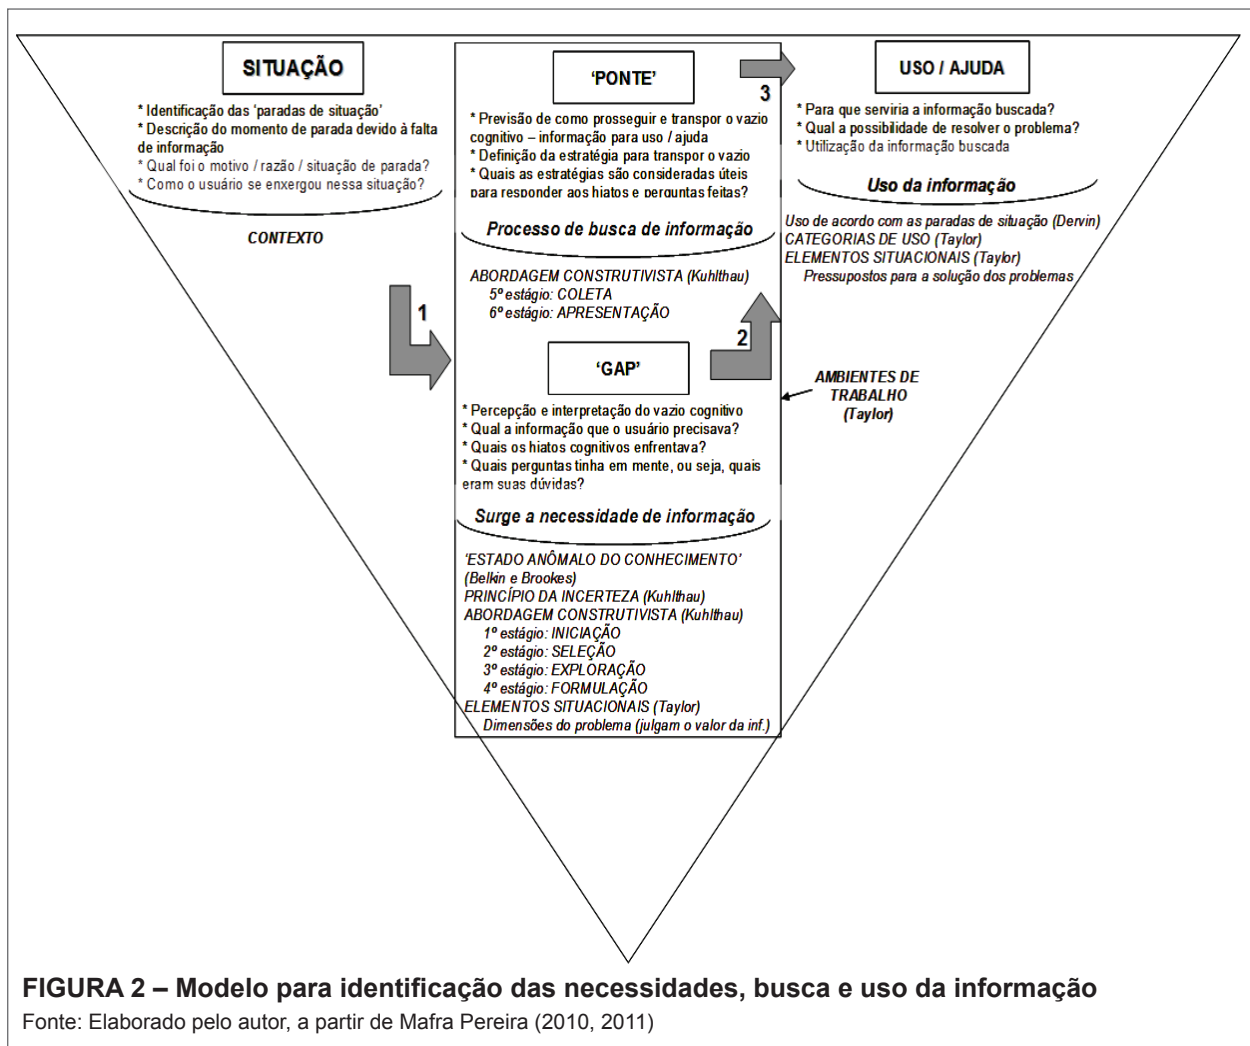 SITUAÇÃO
* Identificação das ‘paradas de situação’
* Descrição do momento de parada devido à falta
de informação
* Qual foi o motivo / razão / situação de parada?
* Como o usuário se enxergou nessa situação?
CONTEXTO
1
‘PONTE’
* Previsão de como prosseguir e transpor o vazio
cognitivo – informação para uso / ajuda
* Definição da estratégia para transpor o vazio
* Quais as estratégias são consideradas úteis
para responder aos hiatos e perguntas feitas?
Processo de busca de informação
ABORDAGEM CONSTRUTIVISTA (Kuhlthau)
5º estágio: COLETA
6º estágio: APRESENTAÇÃO
2
‘GAP’
* Percepção e interpretação do vazio cognitivo
* Qual a informação que o usuário precisava?
* Quais os hiatos cognitivos enfrentava?
* Quais perguntas tinha em mente, ou seja, quais
eram suas dúvidas?
Surge a necessidade de informação
‘ESTADO ANÔMALO DO CONHECIMENTO’
(Belkin e Brookes)
PRINCÍPIO DA INCERTEZA (Kuhlthau)
ABORDAGEM CONSTRUTIVISTA (Kuhlthau)
1º estágio: INICIAÇÃO
2º estágio: SELEÇÃO
3º estágio: EXPLORAÇÃO
4º estágio: FORMULAÇÃO
ELEMENTOS SITUACIONAIS (Taylor)
Dimensões do problema (julgam o valor da inf.)
3
USO / AJUDA
* Para que serviria a informação buscada?
* Qual a possibilidade de resolver o problema?
* Utilização da informação buscada
Uso da informação
Uso de acordo com as paradas de situação (Dervin)
CATEGORIAS DE USO (Taylor)
ELEMENTOS SITUACIONAIS (Taylor)
Pressupostos para a solução dos problemas
AMBIENTES DE
TRABALHO
(Taylor)
FIGURA 2 – Modelo para identificação das necessidades, busca e uso da informação
Fonte: Elaborado pelo autor, a partir de Mafra Pereira (2010, 2011)